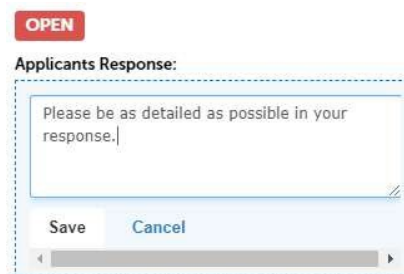 OPEN
Applicants Response:
Please be as detailed as possible in your
response.
Save Cancel